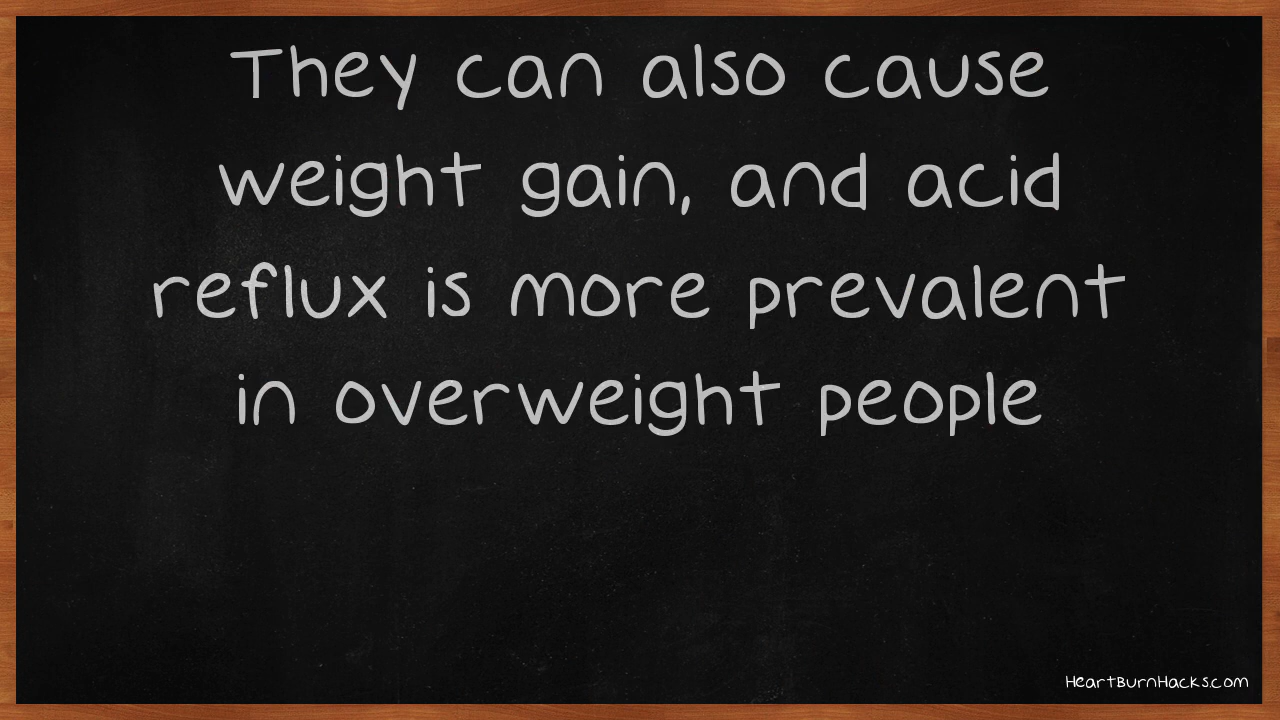 They can also cause
weight gain, and acid
reflux is more prevalent
in overweight people
HeartBurnHacks.com